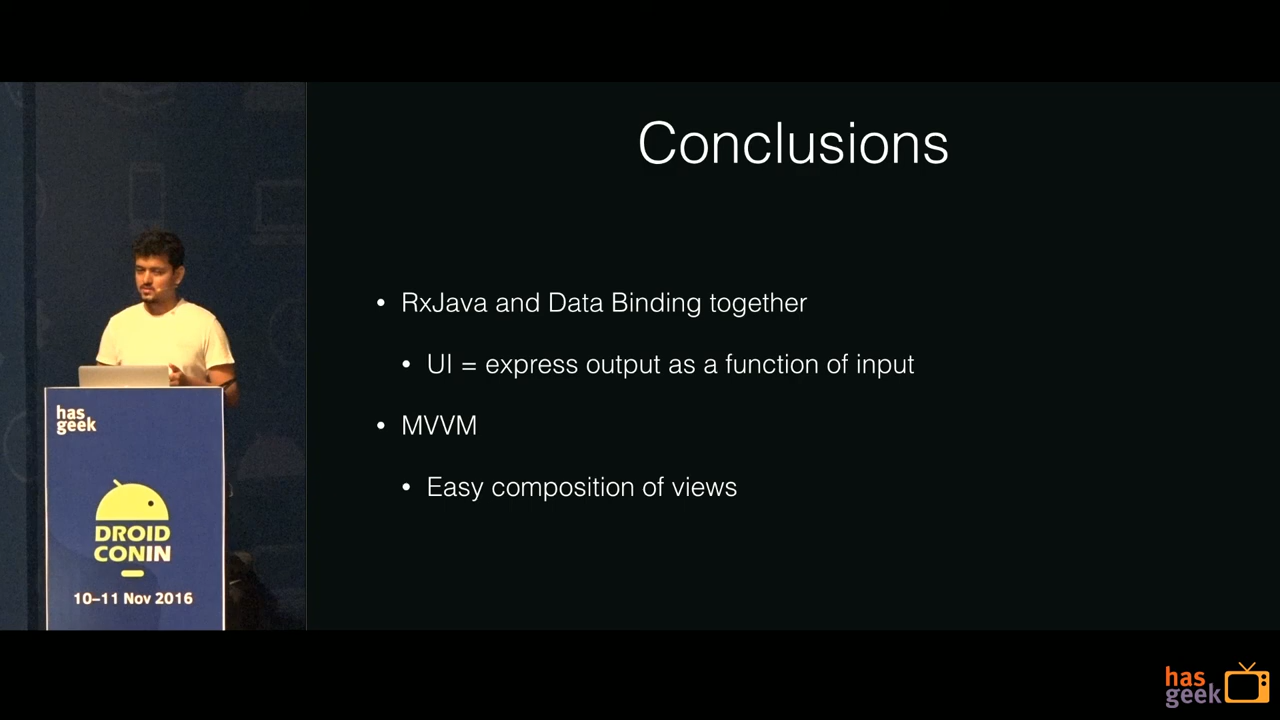 Conclusions
• RxJava and Data Binding together
• UI = express output as a function of input
• MVVM
• Easy composition of views
has
geek
DROID
CONIN
10–11 Nov 2016
has
geek